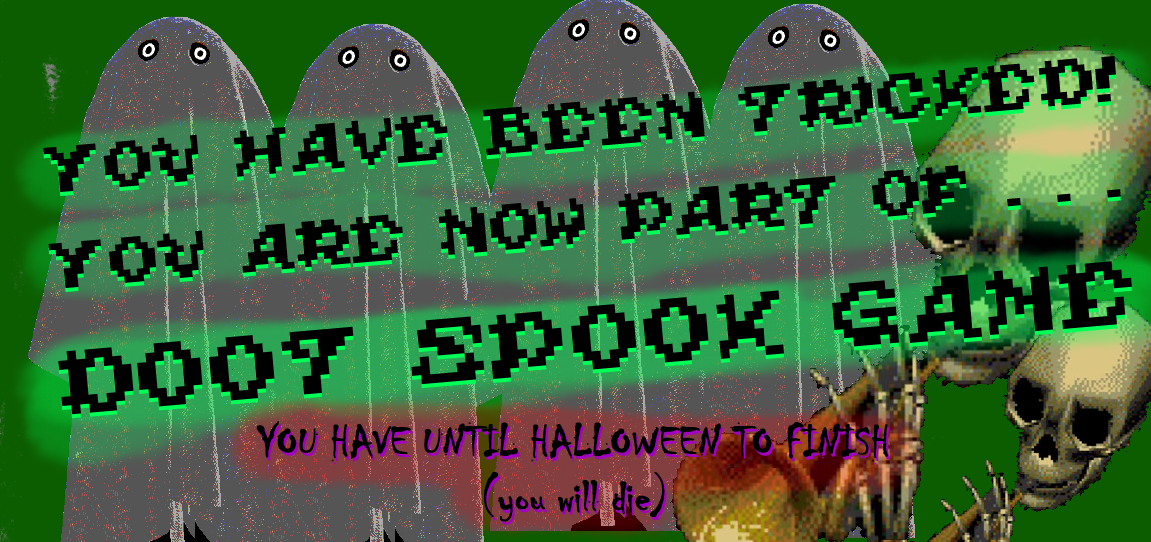 YOU HAVE BEEN TRICKED!
YOU ARE NOW PART OF . . .
DOOT SPOOK GAME
YOU HAVE UNTIL HALLOWEEN TO FINISH
(you will die)